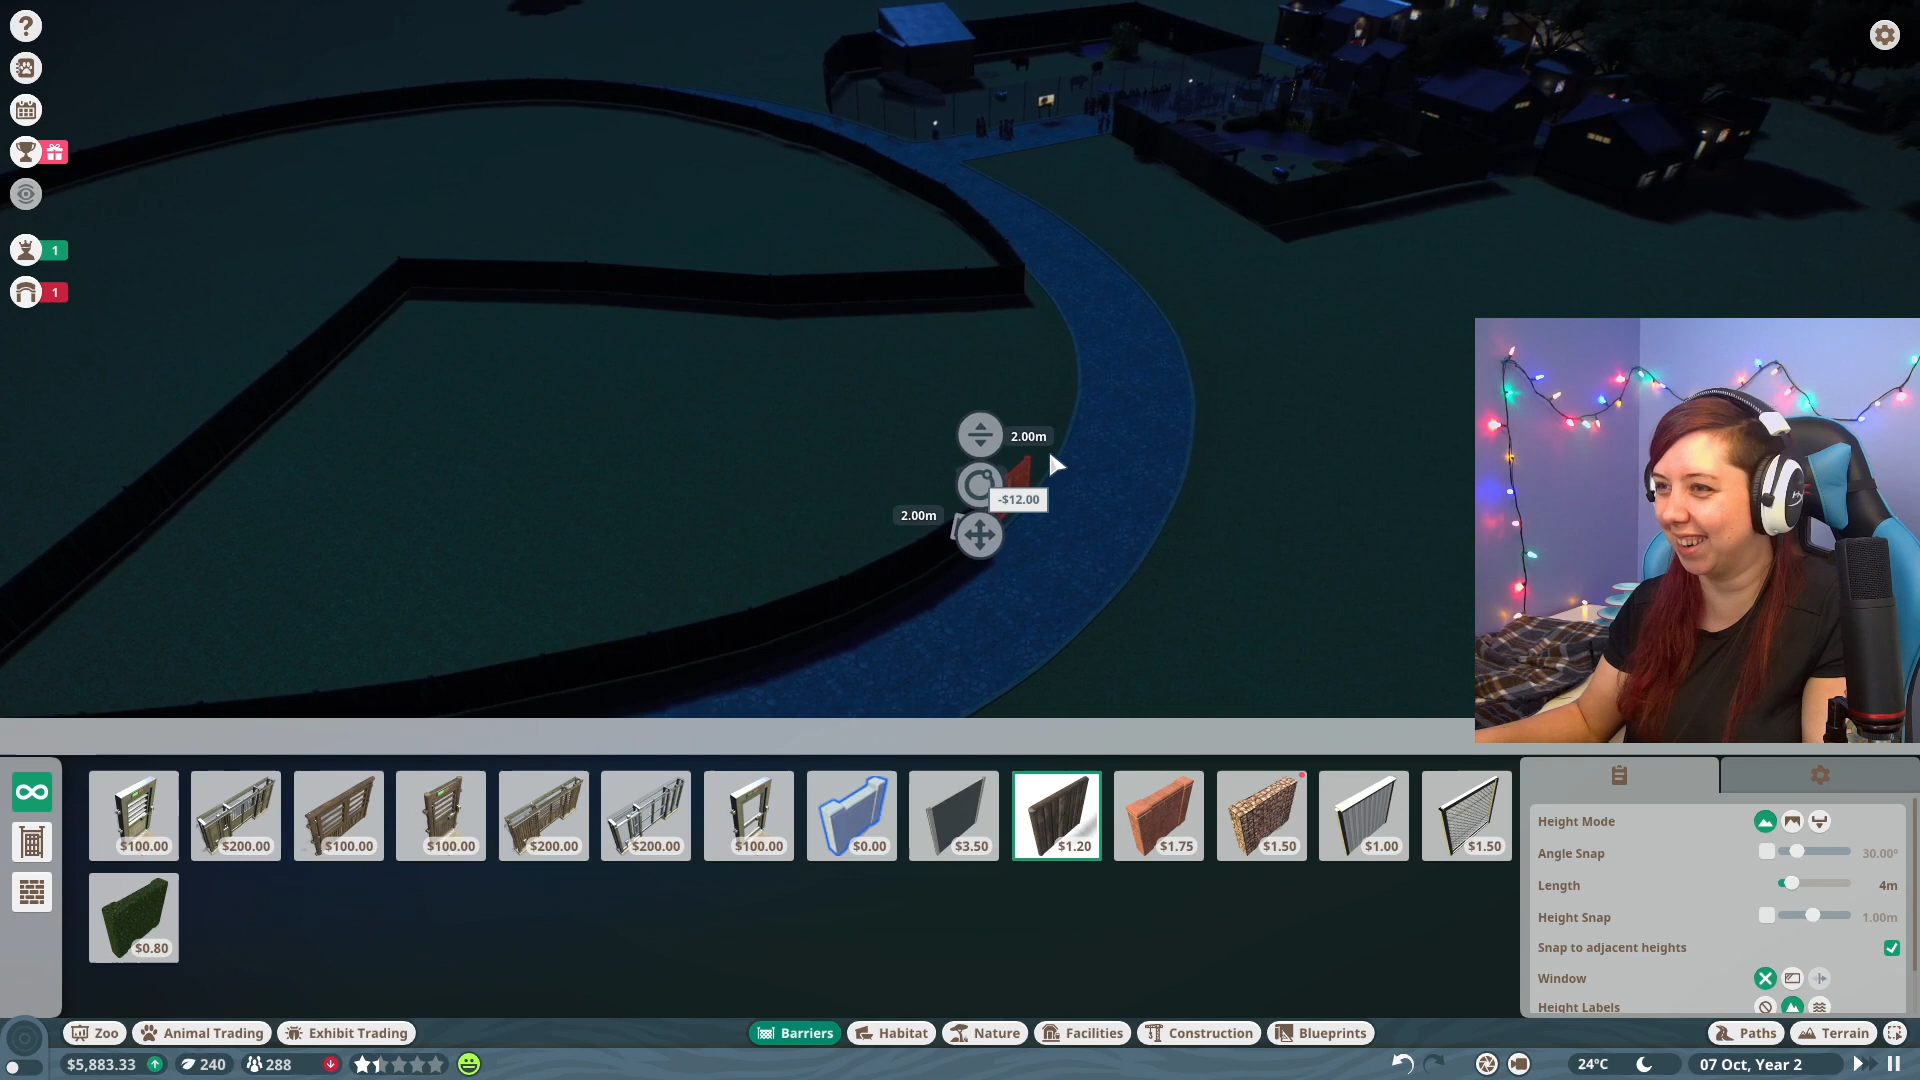 1
1
2.00m
-$12.00
2.00m
$100.00
$200.00
$100.00
$100.00
$200.00
$200.00
$100.00
$0.00
$3.50
$1.20
$1.75
$1.50
$1.00
$1.50
$0.80
Height Mode
Angle Snap 30.00°
Length 4m
Height Snap 1.00m
Snap to adjacent heights
Window
Height Labels
Zoo Animal Trading Exhibit Trading Barriers Habitat Nature Facilities Construction Blueprints Paths Terrain
$5,883.33 240 288 24°C 07 Oct, Year 2